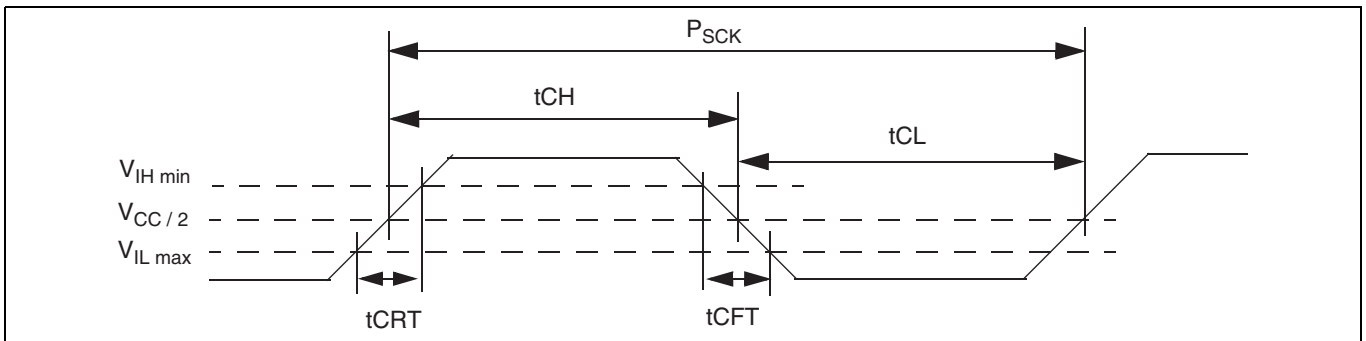 PSCK
tCH
tCL
VIH min
VCC / 2
VIL max
tCRT
tCFT